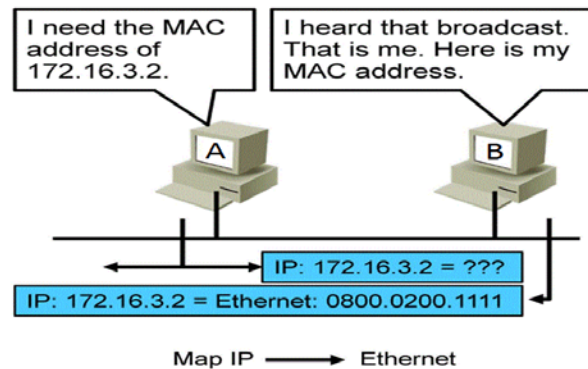 I need the MAC
address of
172.16.3.2.
I heard that broadcast.
That is me. Here is my
MAC address.
A
B
IP: 172.16.3.2 = ???
IP: 172.16.3.2 = Ethernet: 0800.0200.1111
Map IP Ethernet